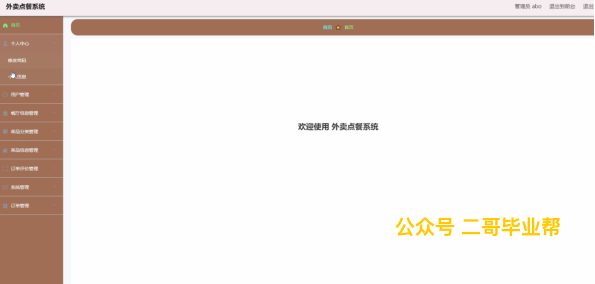 外卖点餐系统
管理员 abo 退出到前台 退出
首页
首页 首页
个人中心
修改密码
用户管理
餐厅信息管理
菜品分类管理
菜品信息管理
订单评价管理
系统管理
订单管理
欢迎使用 外卖点餐系统
公众号 二哥毕业帮